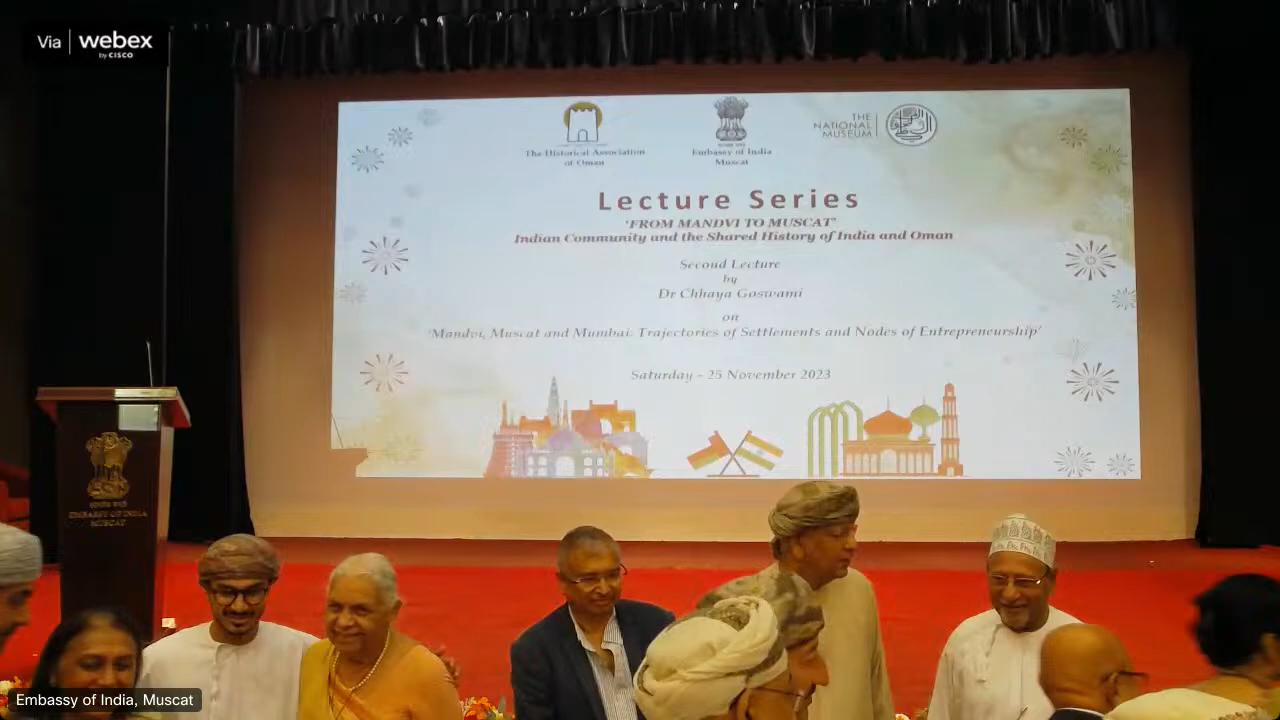 Via webex
by CISCO
The Historical Association
of Oman
Embassy of India
Muscat
THE
NATIONAL
MUSEUM
Lecture Series
'FROM MANDVI TO MUSCAT'
Indian Community and the Shared History of India and Oman
Second Lecture
by
Dr Chhaya Goswami
on
'Mandvi, Muscat and Mumbai: Trajectories of Settlements and Nodes of Entrepreneurship'
Saturday – 25 November 2023
EMBASSY OF INDIA
MUSCAT
Embassy of India, Muscat